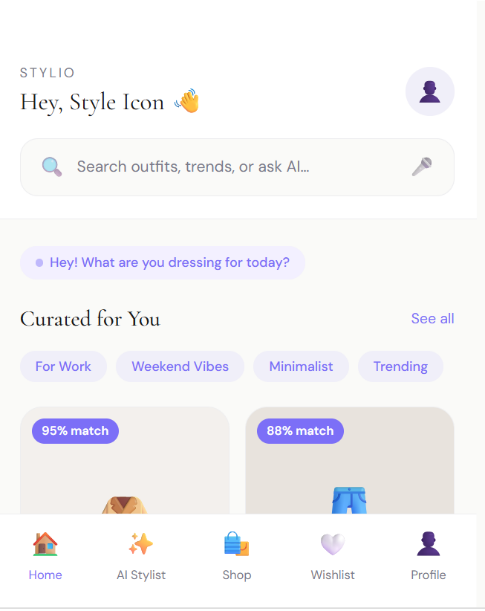 STYLIO
Hey, Style Icon 👋
Search outfits, trends, or ask AI...
Hey! What are you dressing for today?
Curated for You
See all
For Work
Weekend Vibes
Minimalist
Trending
95% match
88% match
Home
AI Stylist
Shop
Wishlist
Profile